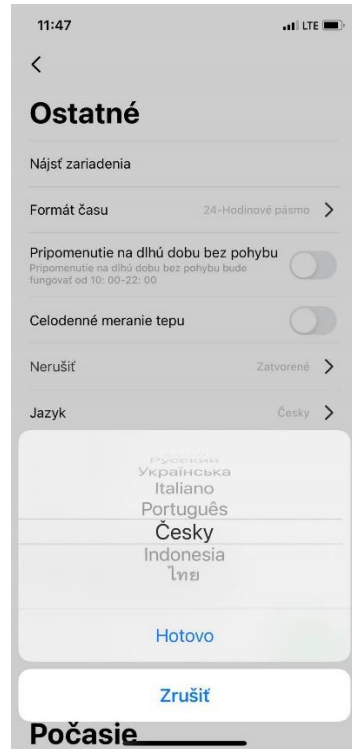 11:47
LTE
Ostatné
Nájsť zariadenia
Formát času 24-Hodinové pásmo
Pripomenutie na dlhú dobu bez pohybu
Pripomenutie na dlhú dobu bez pohybu bude
fungovať od 10: 00-22: 00
Celodenné meranie tepu
Nerušiť Zatvorené
Jazyk Česky
Русский
Українська
Italiano
Português
Česky
Indonesia
ไทย
Hotovo
Zrušiť
Počasie